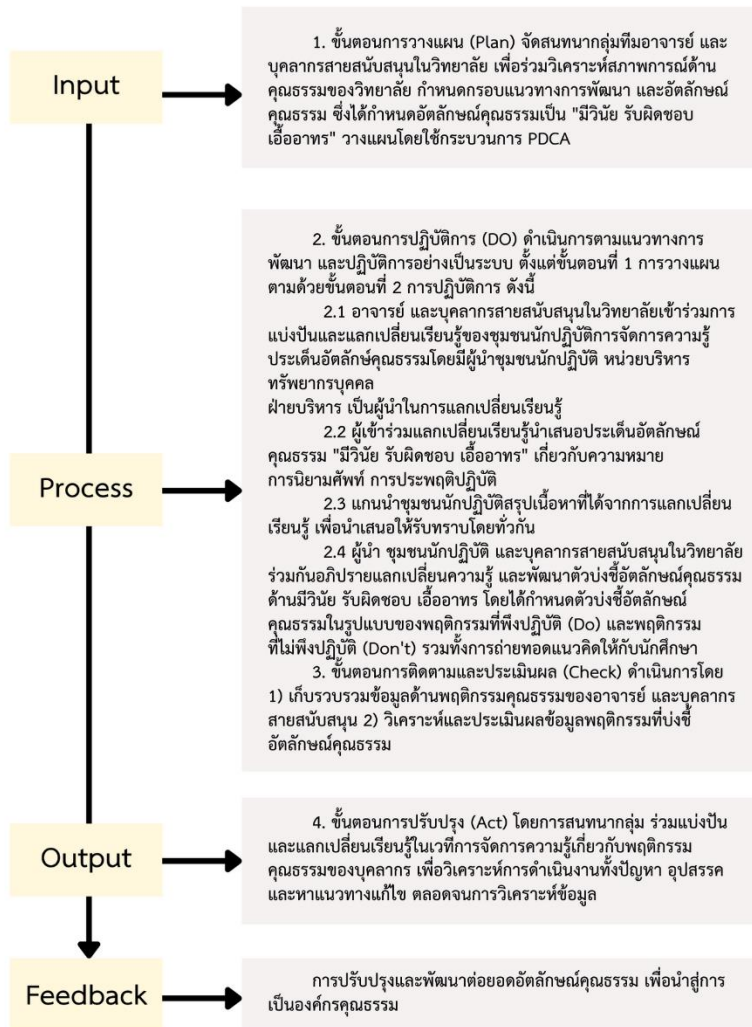 Input
1. ขั้นตอนการวางแผน (Plan) จัดสนทนากลุ่มทีมอาจารย์ และ
บุคลากรสายสนับสนุนในวิทยาลัย เพื่อร่วมวิเคราะห์สภาพการณ์ด้าน
คุณธรรมของวิทยาลัย กำหนดกรอบแนวทางการพัฒนา และอัตลักษณ์
คุณธรรม ซึ่งได้กำหนดอัตลักษณ์คุณธรรมเป็น "มีวินัย รับผิดชอบ
เอื้ออาทร" วางแผนโดยใช้กระบวนการ PDCA
Process
2. ขั้นตอนการปฏิบัติการ (DO) ดำเนินการตามแนวทางการ
พัฒนา และปฏิบัติการอย่างเป็นระบบ ตั้งแต่ขั้นตอนที่ 1 การวางแผน
ตามด้วยขั้นตอนที่ 2 การปฏิบัติการ ดังนี้
2.1 อาจารย์ และบุคลากรสายสนับสนุนในวิทยาลัยเข้าร่วมการ
แบ่งปันและแลกเปลี่ยนเรียนรู้ของชุมชนนักปฏิบัติการจัดการความรู้
ประเด็นอัตลักษ์คุณธรรมโดยมีผู้นำชุมชนนักปฏิบัติ หน่วยบริหาร
ทรัพยากรบุคคล
ฝ่ายบริหาร เป็นผู้นำในการแลกเปลี่ยนเรียนรู้
2.2 ผู้เข้าร่วมแลกเปลี่ยนเรียนรู้นำเสนอประเด็นอัตลักษณ์
คุณธรรม "มีวินัย รับผิดชอบ เอื้ออาทร" เกี่ยวกับความหมาย
การนิยามศัพท์ การประพฤติปฏิบัติ
2.3 แกนนำชุมชนนักปฏิบัติสรุปเนื้อหาที่ได้จากการแลกเปลี่ยน
เรียนรู้ เพื่อนำเสนอให้รับทราบโดยทั่วกัน
2.4 ผู้นำ ชุมชนนักปฏิบัติ และบุคลากรสายสนับสนุนในวิทยาลัย
ร่วมกันอภิปรายแลกเปลี่ยนความรู้ และพัฒนาตัวบ่งชี้อัตลักษณ์คุณธรรม
ด้านมีวินัย รับผิดชอบ เอื้ออาทร โดยได้กำหนดตัวบ่งชี้อัตลักษณ์
คุณธรรมในรูปแบบของพฤติกรรมที่พึงปฏิบัติ (Do) และพฤติกรรม
ที่ไม่พึงปฏิบัติ (Don't) รวมทั้งการถ่ายทอดแนวคิดให้กับนักศึกษา
3. ขั้นตอนการติดตามและประเมินผล (Check) ดำเนินการโดย
1) เก็บรวบรวมข้อมูลด้านพฤติกรรมคุณธรรมของอาจารย์ และบุคลากร
สายสนับสนุน 2) วิเคราะห์และประเมินผลข้อมูลพฤติกรรมที่บ่งชี้
อัตลักษณ์คุณธรรม
Output
4. ขั้นตอนการปรับปรุง (Act) โดยการสนทนากลุ่ม ร่วมแบ่งปัน
และแลกเปลี่ยนเรียนรู้ในเวทีการจัดการความรู้เกี่ยวกับพฤติกรรม
คุณธรรมของบุคลากร เพื่อวิเคราะห์การดำเนินงานทั้งปัญหา อุปสรรค
และหาแนวทางแก้ไข ตลอดจนการวิเคราะห์ข้อมูล
Feedback
การปรับปรุงและพัฒนาต่อยอดอัตลักษณ์คุณธรรม เพื่อนำสู่การ
เป็นองค์กรคุณธรรม